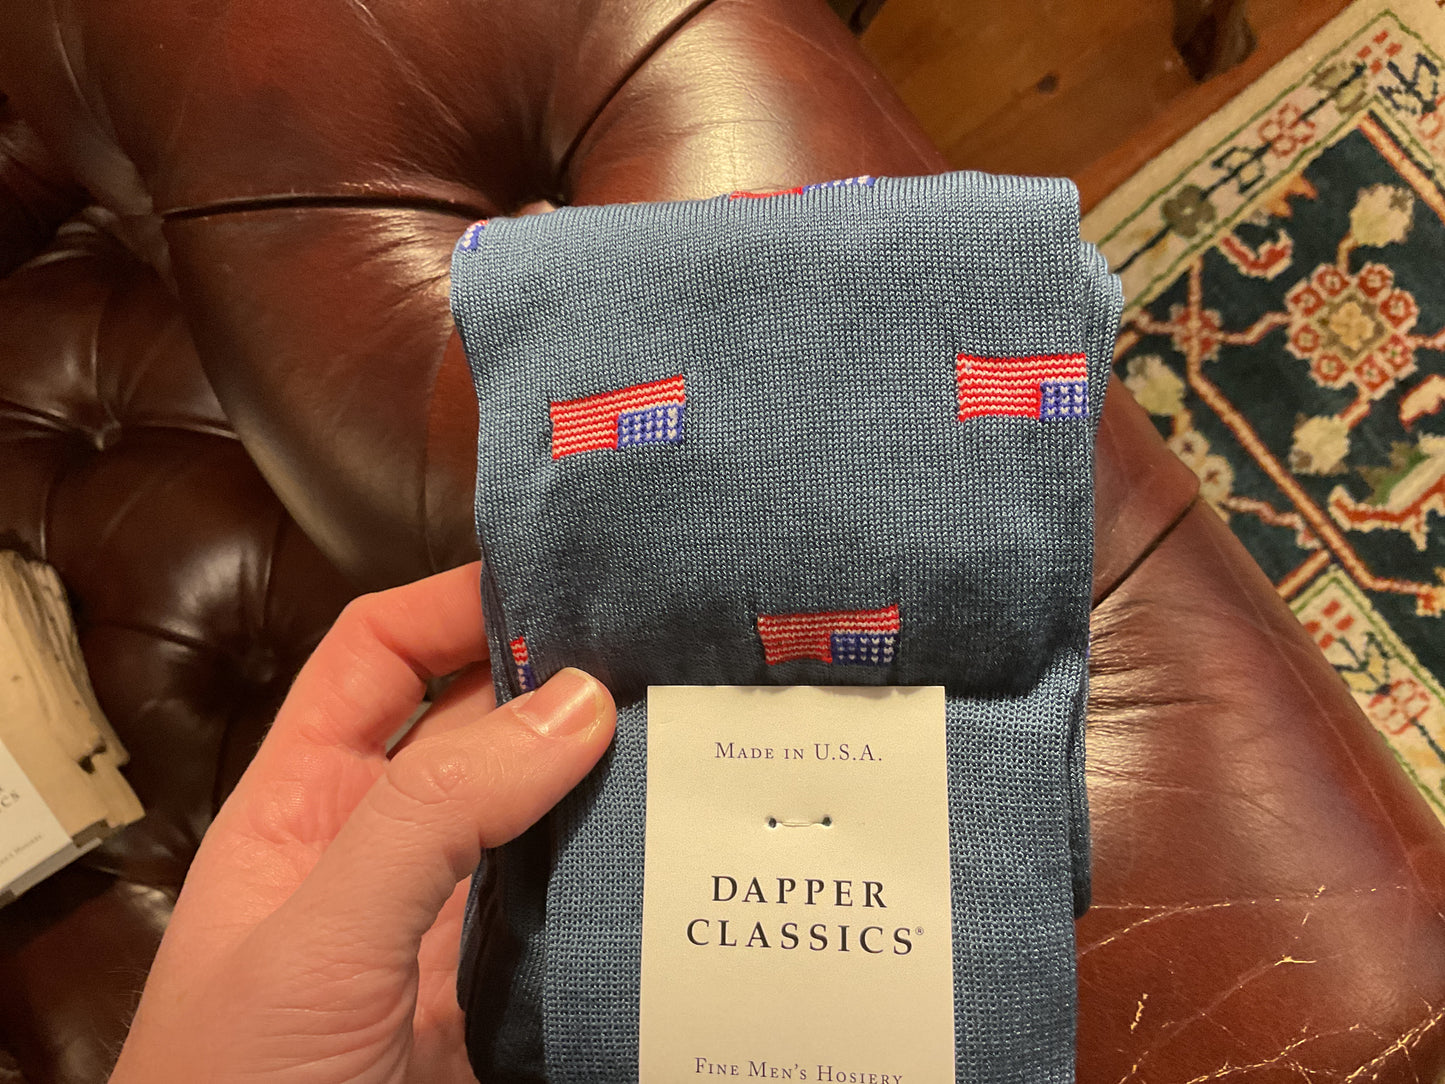 MADE IN U.S.A.
DAPPER
CLASSICS®
FINE MEN'S HOSIERY